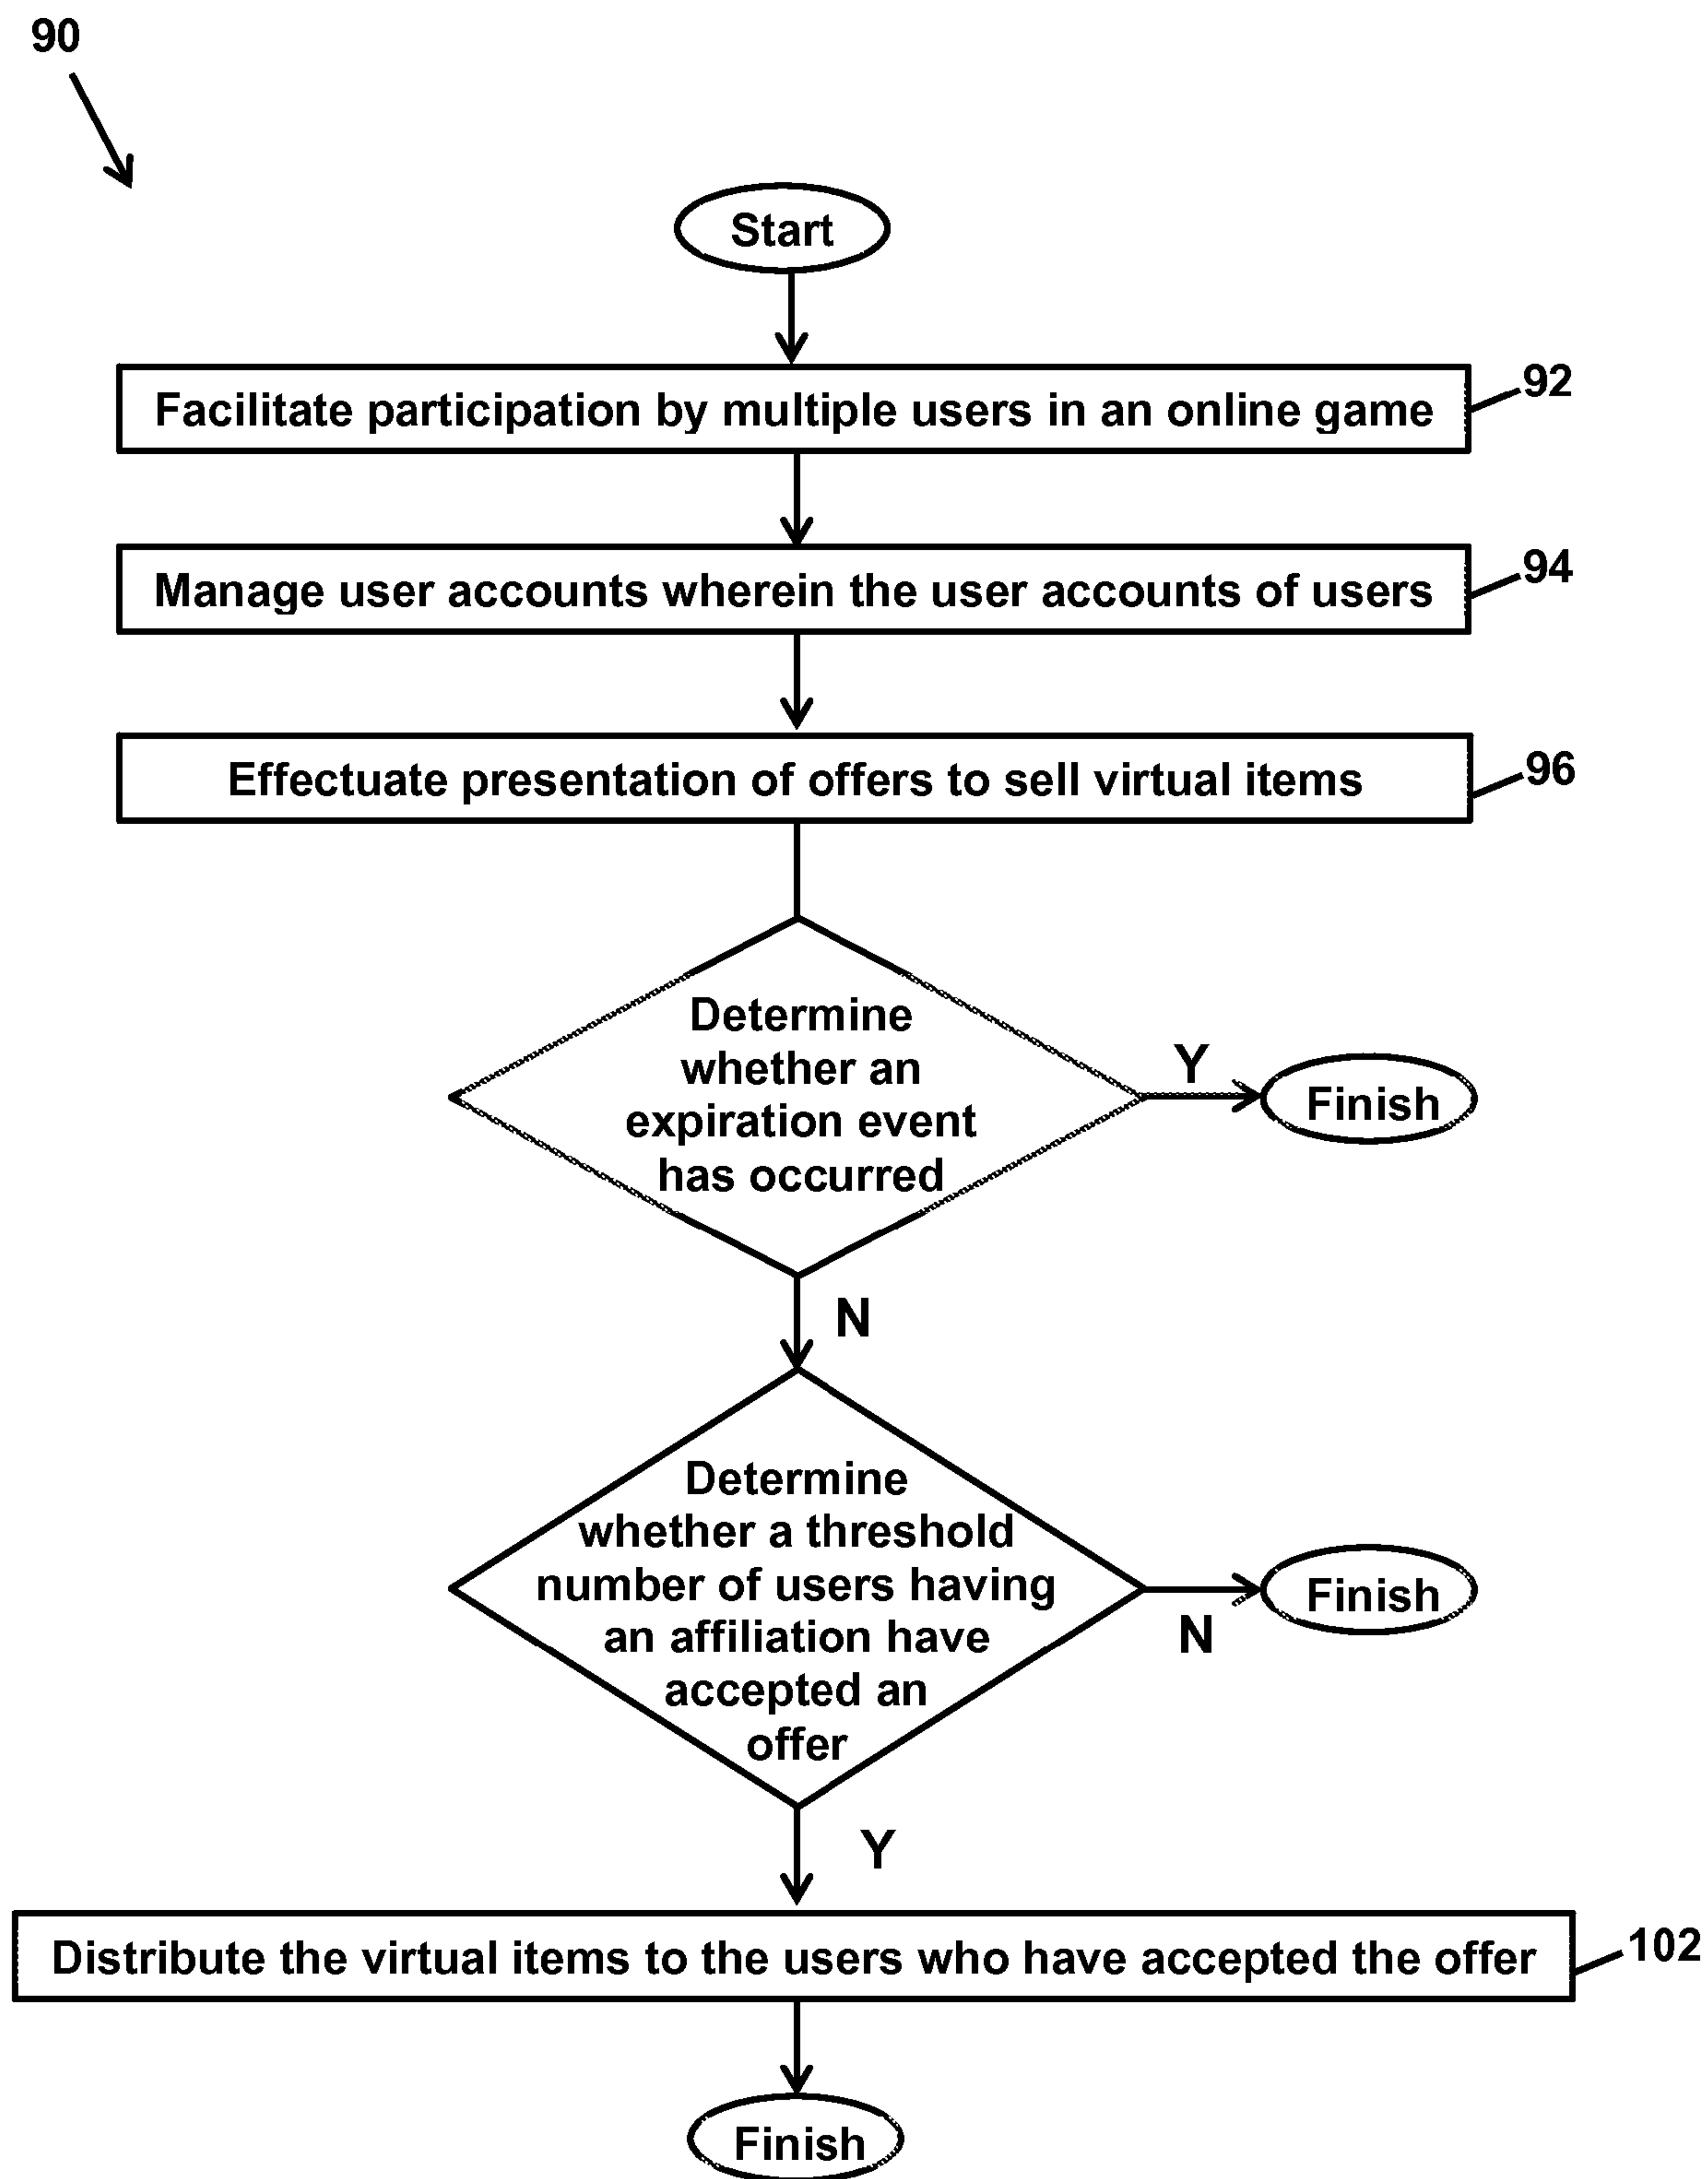 90
Start
Facilitate participation by multiple users in an online game
92
Manage user accounts wherein the user accounts of users
94
Effectuate presentation of offers to sell virtual items
96
Determine
whether an
expiration event
has occurred
Y
Finish
N
Determine
whether a threshold
number of users having
an affiliation have
accepted an
offer
N
Finish
Y
Distribute the virtual items to the users who have accepted the offer
102
Finish